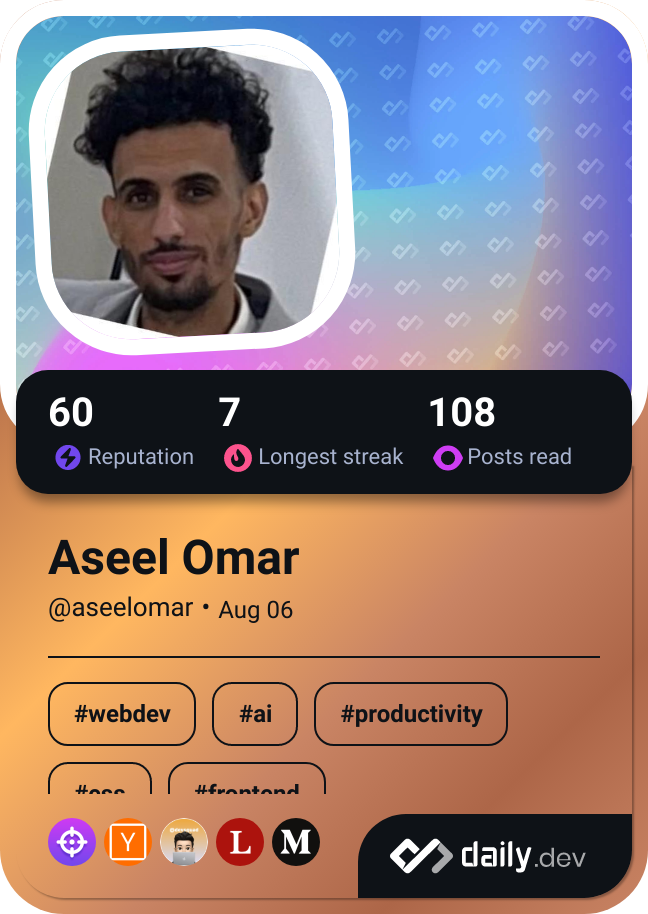 60 7 108
Reputation Longest streak Posts read
Aseel Omar
@aseelomar • Aug 06
#webdev #ai #productivity
#css #frontend
Y L M
daily.dev